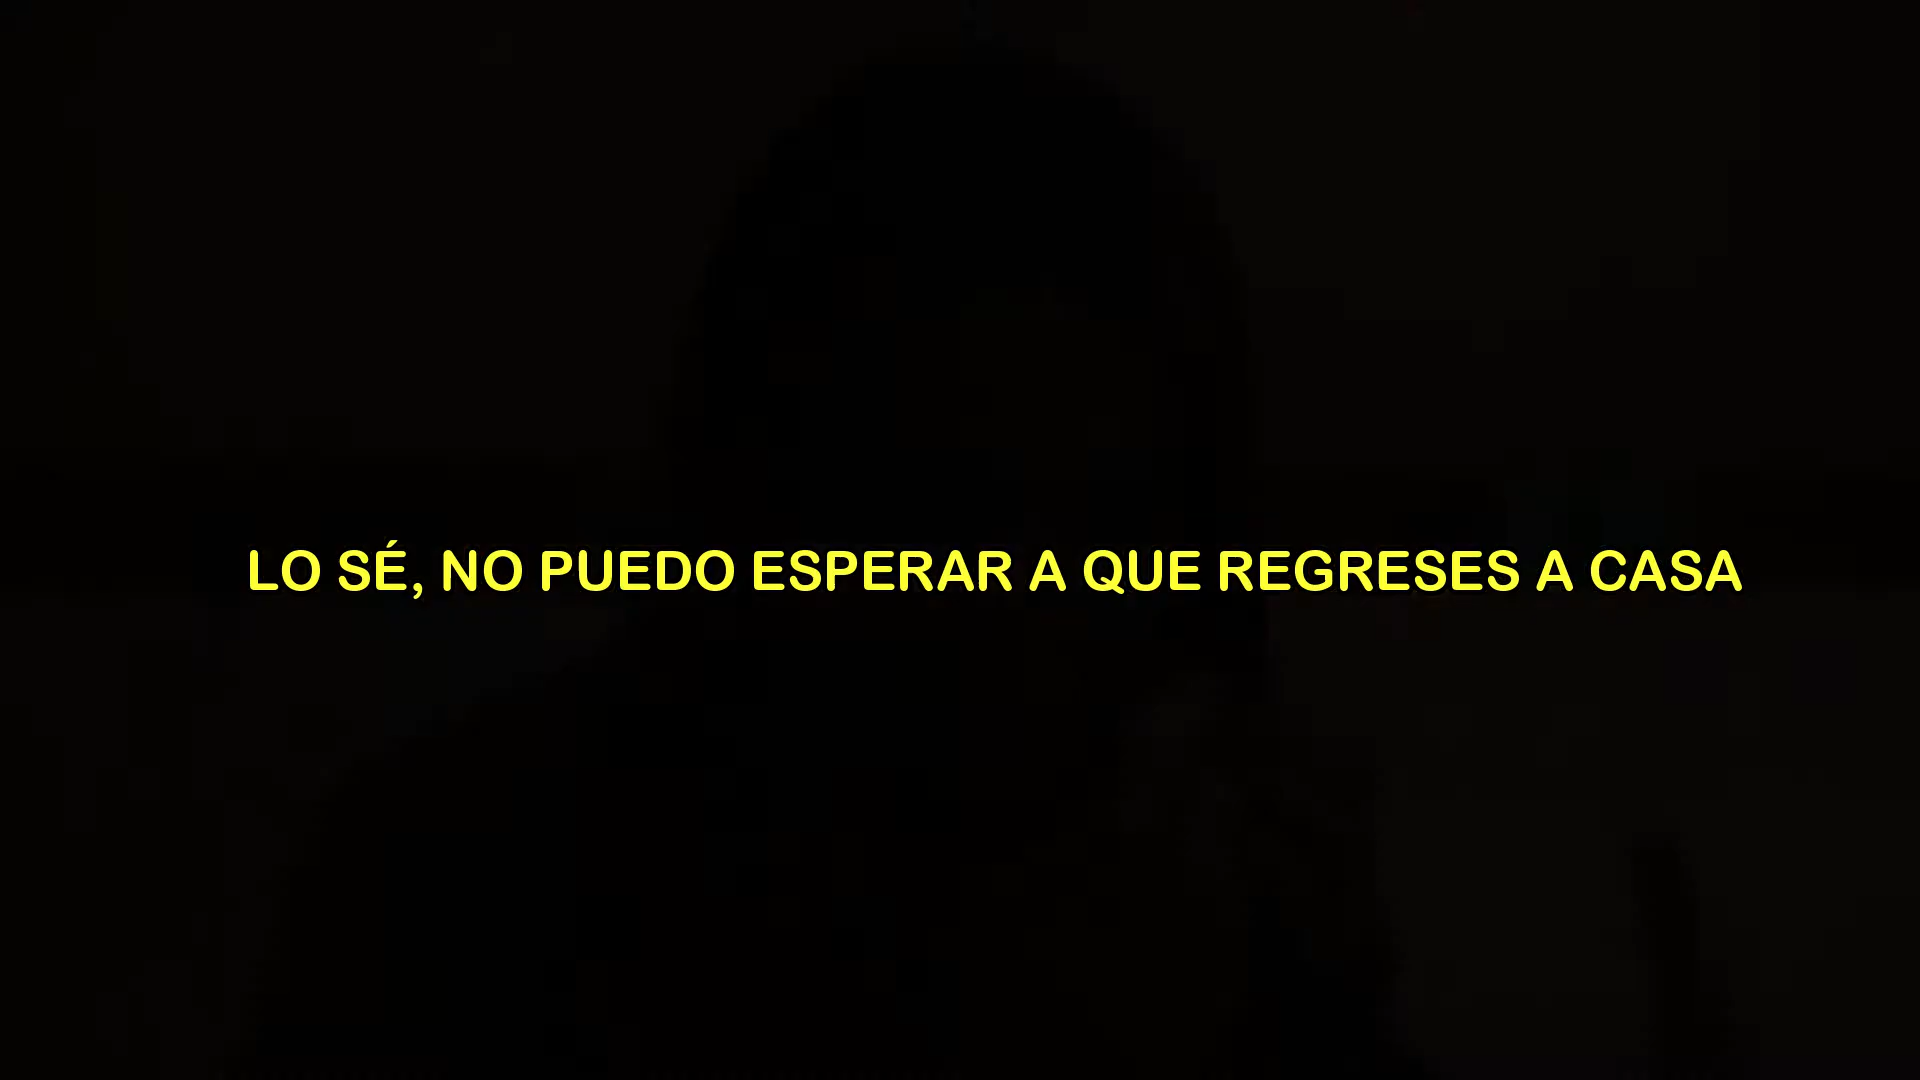 LO SÉ, NO PUEDO ESPERAR A QUE REGRESES A CASA